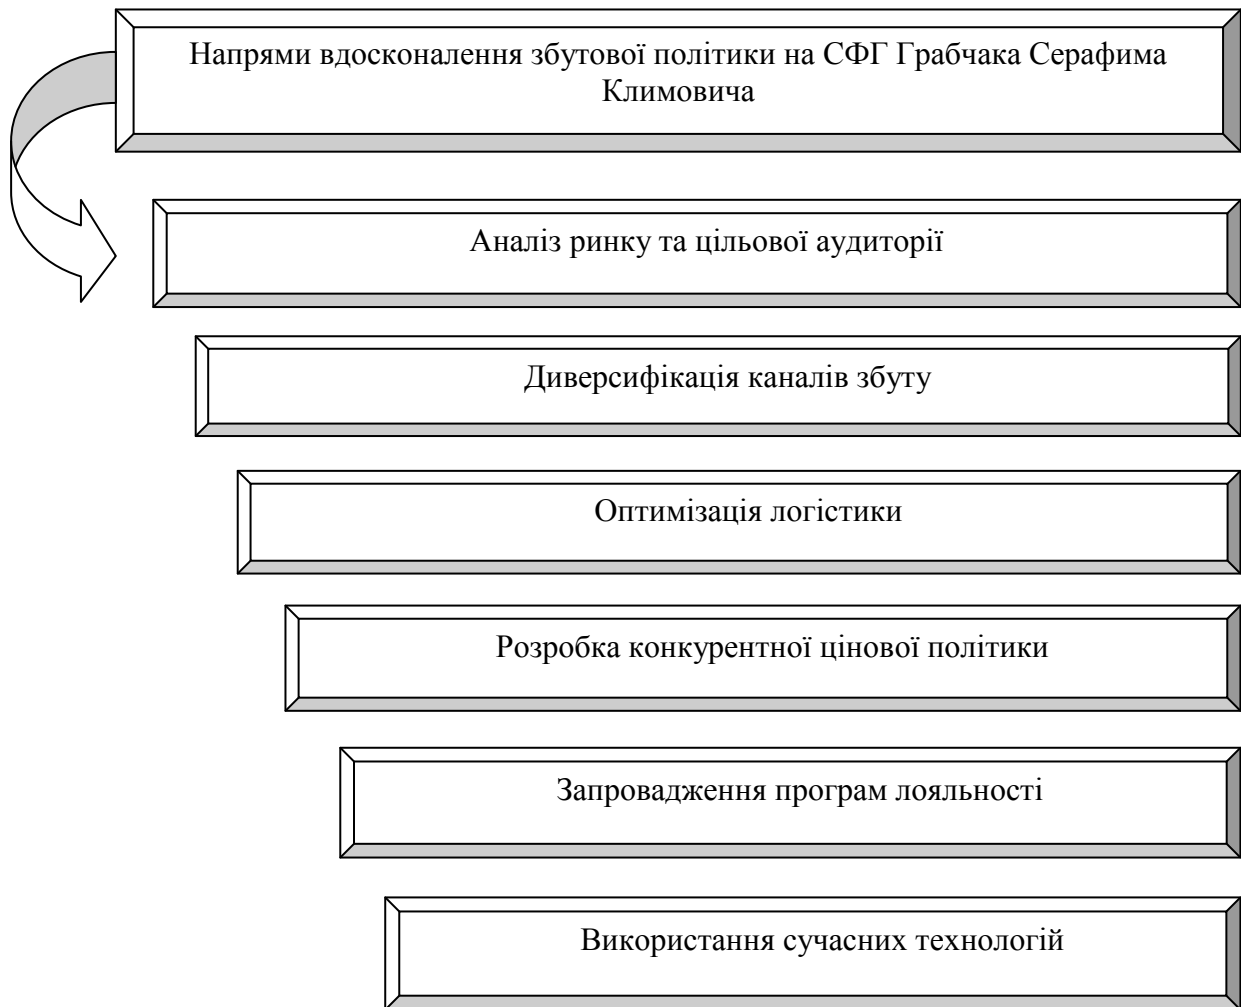 Напрями вдосконалення збутової політики на СФГ Грабчака Серафима
Климовича
Аналіз ринку та цільової аудиторії
Диверсифікація каналів збуту
Оптимізація логістики
Розробка конкурентної цінової політики
Запровадження програм лояльності
Використання сучасних технологій